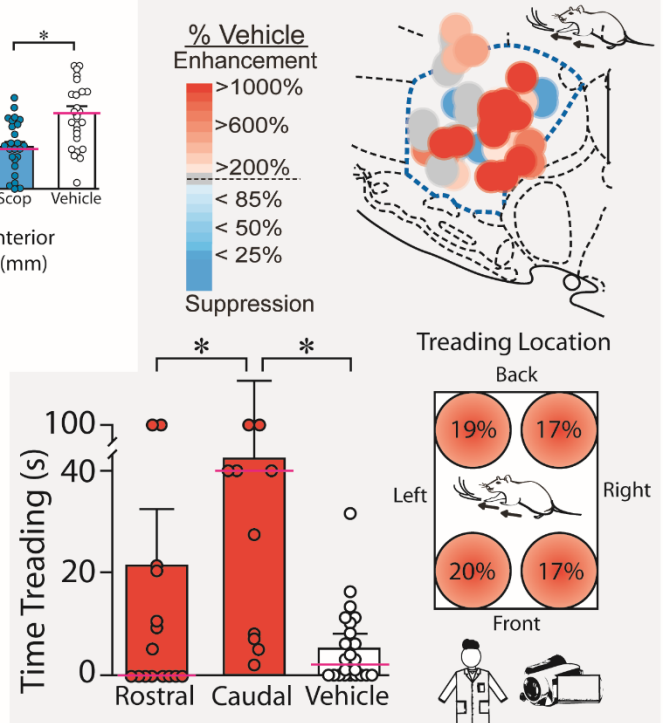 *
Scop
Vehicle
nterior
(mm)
% Vehicle
Enhancement
>1000%
>600%
>200%
< 85%
< 50%
< 25%
Suppression
*
*
100
40
20
0
Time Treading (s)
Rostral
Caudal
Vehicle
Treading Location
Back
19%
17%
Left
Right
20%
17%
Front